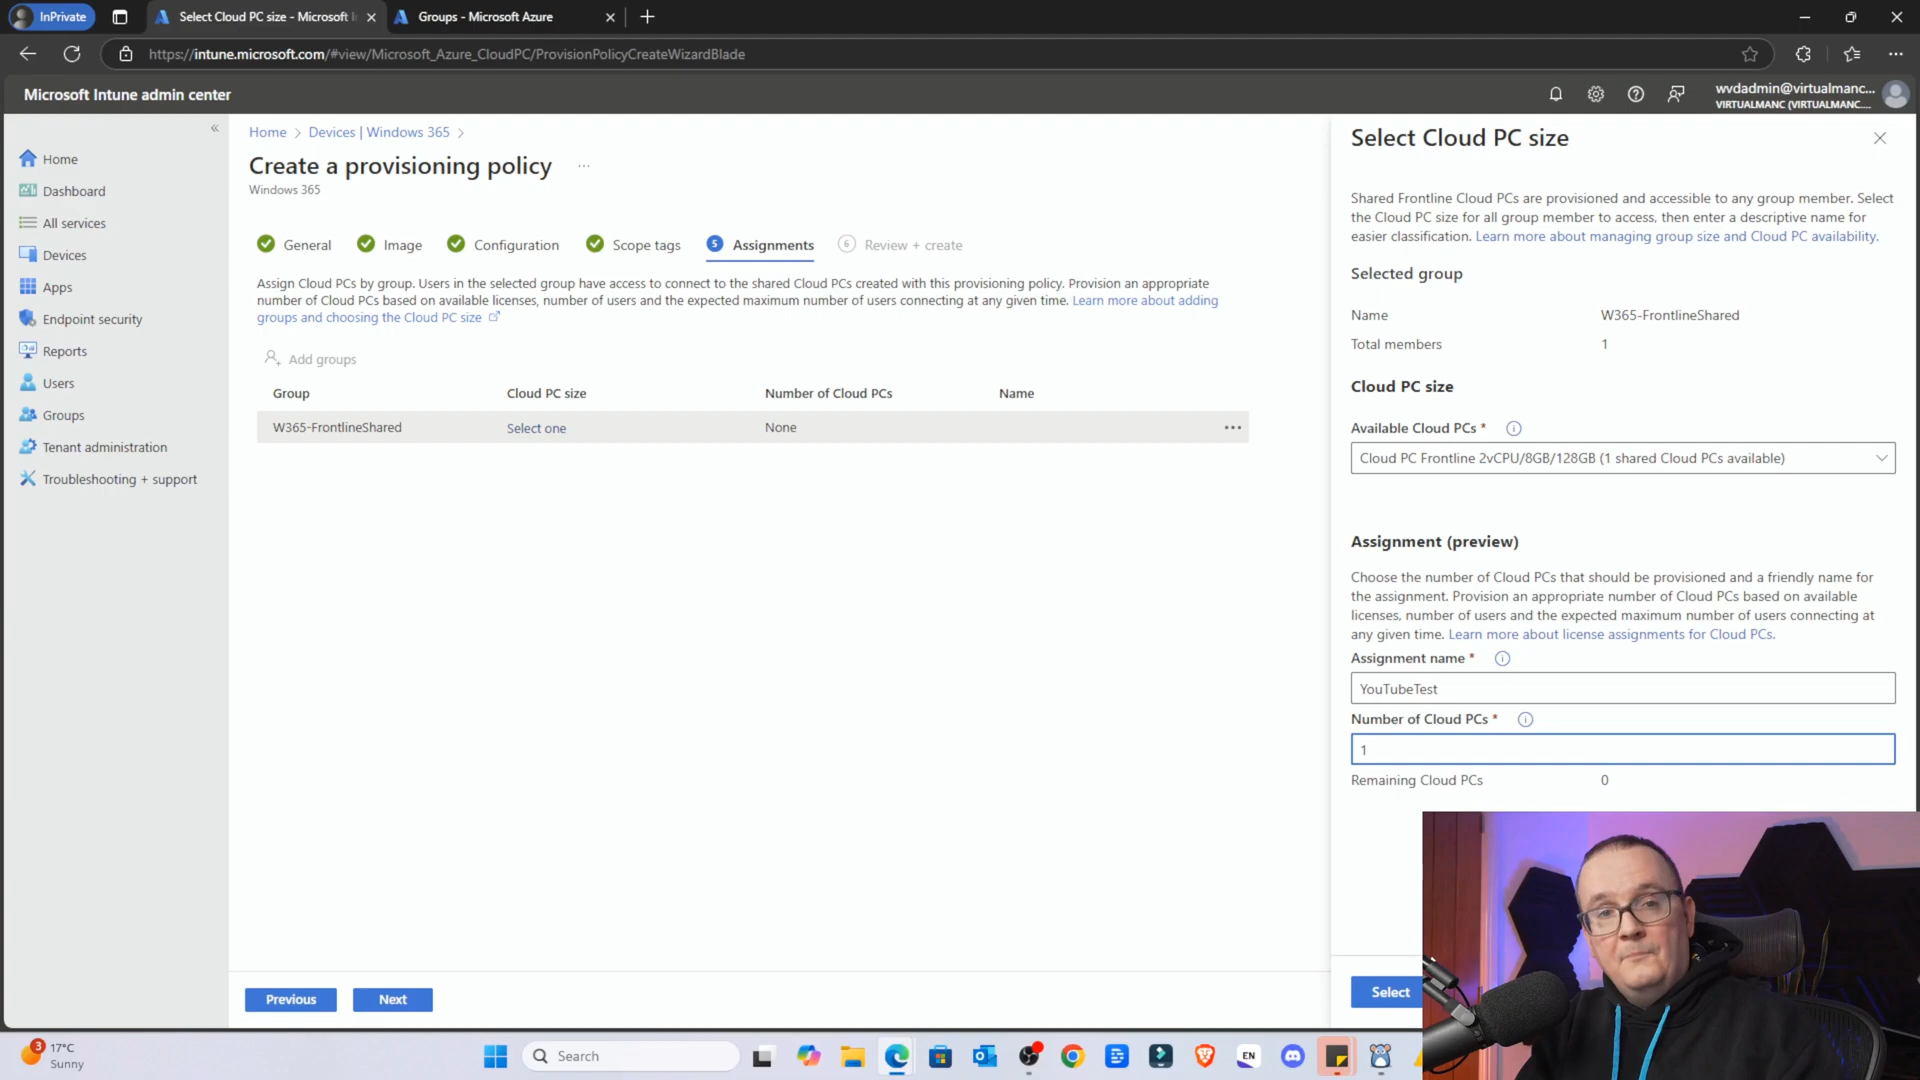 InPrivate
Select Cloud PC size - Microsoft I
Groups - Microsoft Azure
https://intune.microsoft.com/#view/Microsoft_Azure_CloudPC/ProvisionPolicyCreateWizardBlade
Microsoft Intune admin center
wvdadmin@virtualmanc...
VIRTUALMANC (VIRTUALMANC....
Home
Dashboard
All services
Devices
Apps
Endpoint security
Reports
Users
Groups
Tenant administration
Troubleshooting + support
Home > Devices | Windows 365 >
Create a provisioning policy ...
Windows 365
General
Image
Configuration
Scope tags
5 Assignments
6 Review + create
Assign Cloud PCs by group. Users in the selected group have access to connect to the shared Cloud PCs created with this provisioning policy. Provision an appropriate
number of Cloud PCs based on available licenses, number of users and the expected maximum number of users connecting at any given time. Learn more about adding
groups and choosing the Cloud PC size
Add groups
Group Cloud PC size Number of Cloud PCs Name
W365-FrontlineShared Select one None
Previous
Next
Select Cloud PC size
Shared Frontline Cloud PCs are provisioned and accessible to any group member. Select
the Cloud PC size for all group member to access, then enter a descriptive name for
easier classification. Learn more about managing group size and Cloud PC availability.
Selected group
Name W365-FrontlineShared
Total members 1
Cloud PC size
Available Cloud PCs *
Cloud PC Frontline 2vCPU/8GB/128GB (1 shared Cloud PCs available)
Assignment (preview)
Choose the number of Cloud PCs that should be provisioned and a friendly name for
the assignment. Provision an appropriate number of Cloud PCs based on available
licenses, number of users and the expected maximum number of users connecting at
any given time. Learn more about license assignments for Cloud PCs.
Assignment name *
YouTubeTest
Number of Cloud PCs *
1
Remaining Cloud PCs 0
Select
3
17°C
Sunny
Search
EN